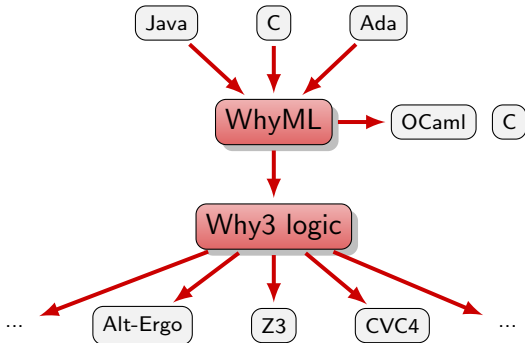 Java C Ada
WhyML OCaml C
Why3 logic
... Alt-Ergo Z3 CVC4 ...